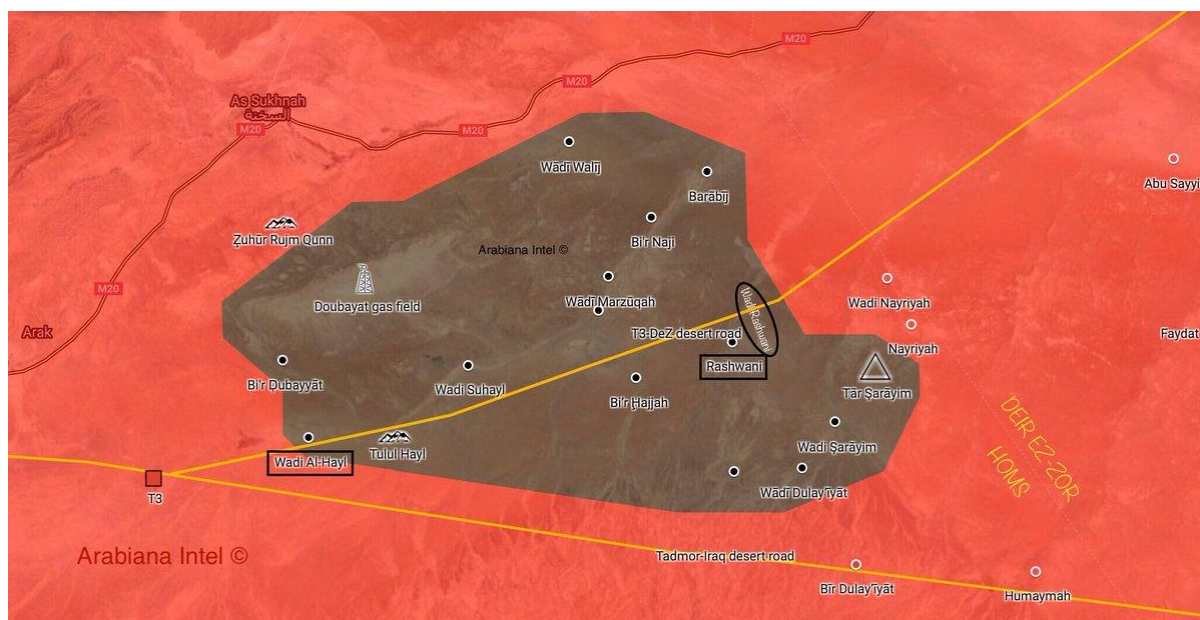 M20
M20
As Sukhnah
السخنة
M20
M20
Wādī Walīj
Abu Sayyi
Barābīj
Z̧uhūr Rujm Qunn
Arabiana Intel ©
Bi'r Naji
M20
Doubayat gas field
Wādī Marzūqah
Wadi Rashwani
Wadi Nayriyah
Arak
T3-DeZ desert road
Faydat
Nayriyah
Rashwani
Bi'r Ḑubayyāt
Wadi Suhayl
Tār Şarāyim
Bi'r Ḩajjah
DEIR EZ-ZOR
HOMS
Wadi Şarāyim
Tulul Hayl
Wadi Al-Hayl
T3
Wādī Dulay'īyāt
Arabiana Intel ©
Tadmor-Iraq desert road
Bīr Dulay'īyāt
Humaymah